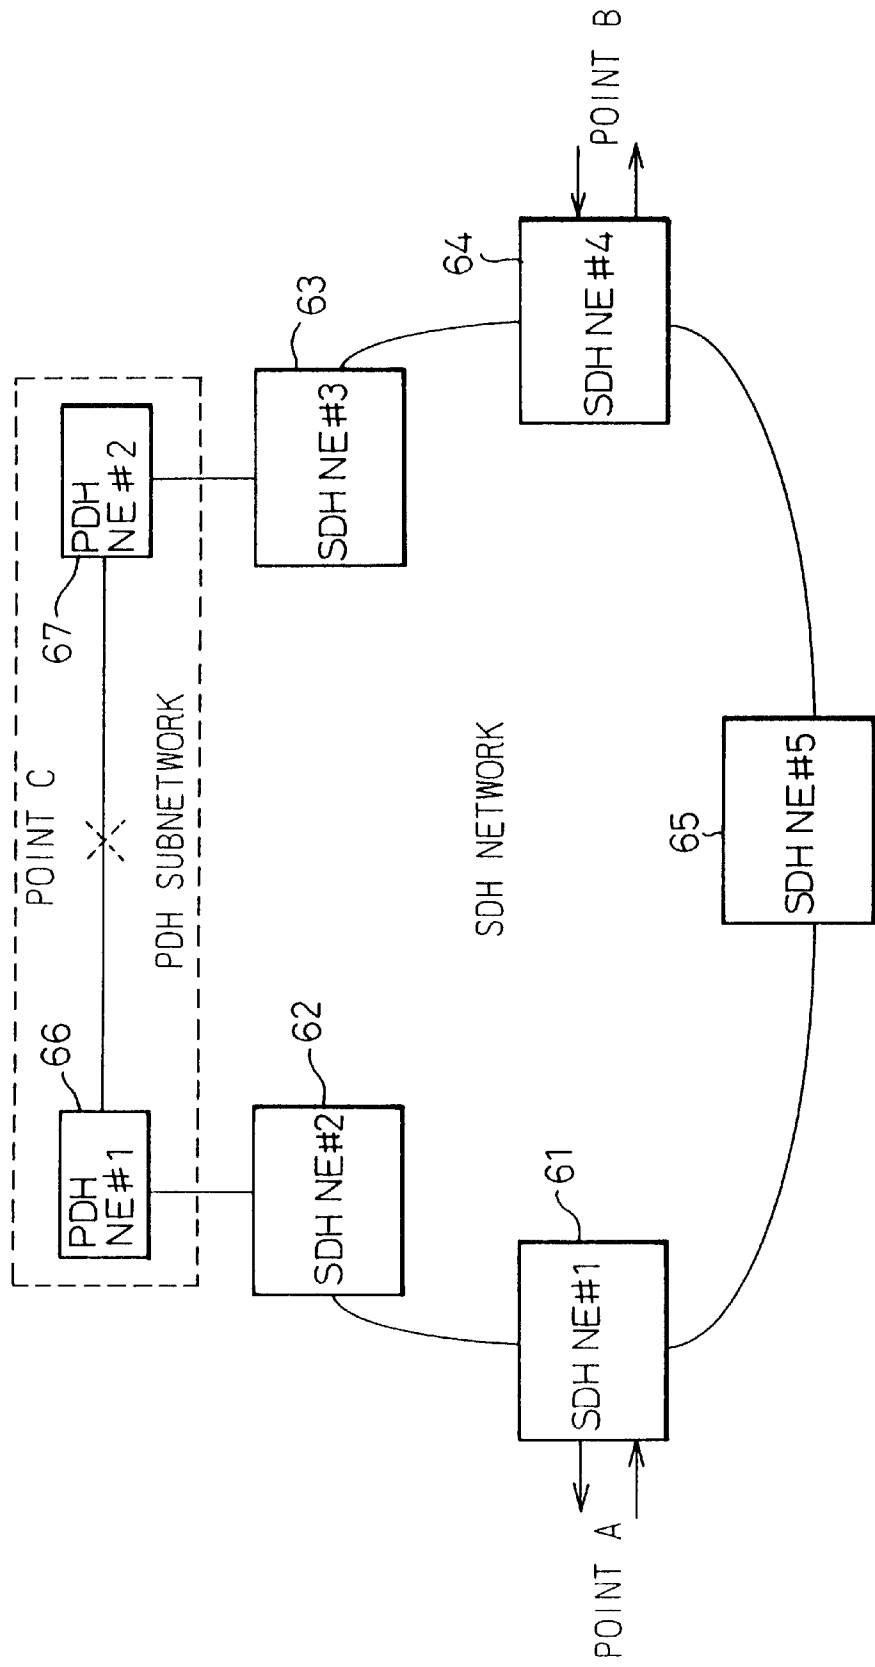 POINT C
66
67
PDH
NE #1
PDH
NE #2
PDH SUBNETWORK
62
63
SDH NE #2
SDH NE #3
SDH NETWORK
61
64
SDH NE #1
SDH NE #4
POINT A
POINT B
65
SDH NE #5